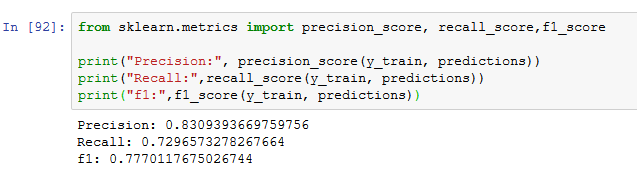 In [92]: from sklearn.metrics import precision_score, recall_score,f1_score
print("Precision:", precision_score(y_train, predictions))
print("Recall:",recall_score(y_train, predictions))
print("f1:",f1_score(y_train, predictions))
Precision: 0.8309393669759756
Recall: 0.7296573278267664
f1: 0.7770117675026744